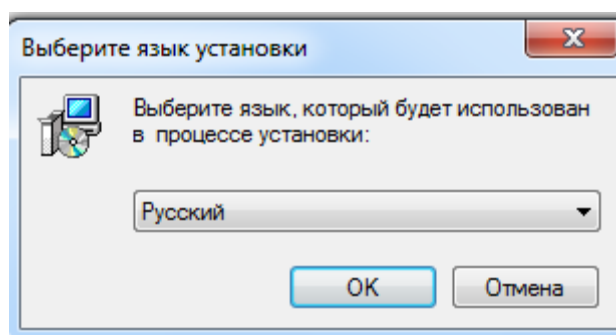 Выберите язык установки
Выберите язык, который будет использован
в процессе установки:
Русский
OK
Отмена